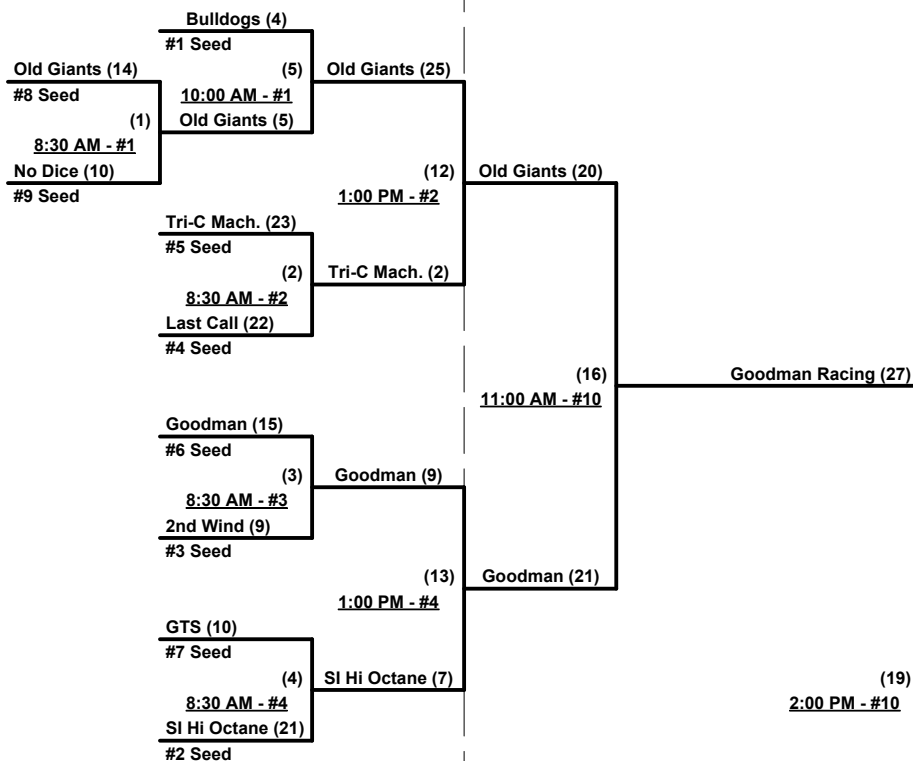 Bulldogs (4)
#1 Seed
Old Giants (14)
(5)
Old Giants (25)
#8 Seed
10:00 AM - #1
(1)
Old Giants (5)
8:30 AM - #1
No Dice (10)
(12)
Old Giants (20)
#9 Seed
1:00 PM - #2
Tri-C Mach. (23)
#5 Seed
(2)
Tri-C Mach. (2)
8:30 AM - #2
Last Call (22)
#4 Seed
(16)
Goodman Racing (27)
11:00 AM - #10
Goodman (15)
#6 Seed
(3)
Goodman (9)
8:30 AM - #3
2nd Wind (9)
#3 Seed
(13)
Goodman (21)
1:00 PM - #4
GTS (10)
#7 Seed
(4)
SI Hi Octane (7)
(19)
8:30 AM - #4
2:00 PM - #10
SI Hi Octane (21)
#2 Seed